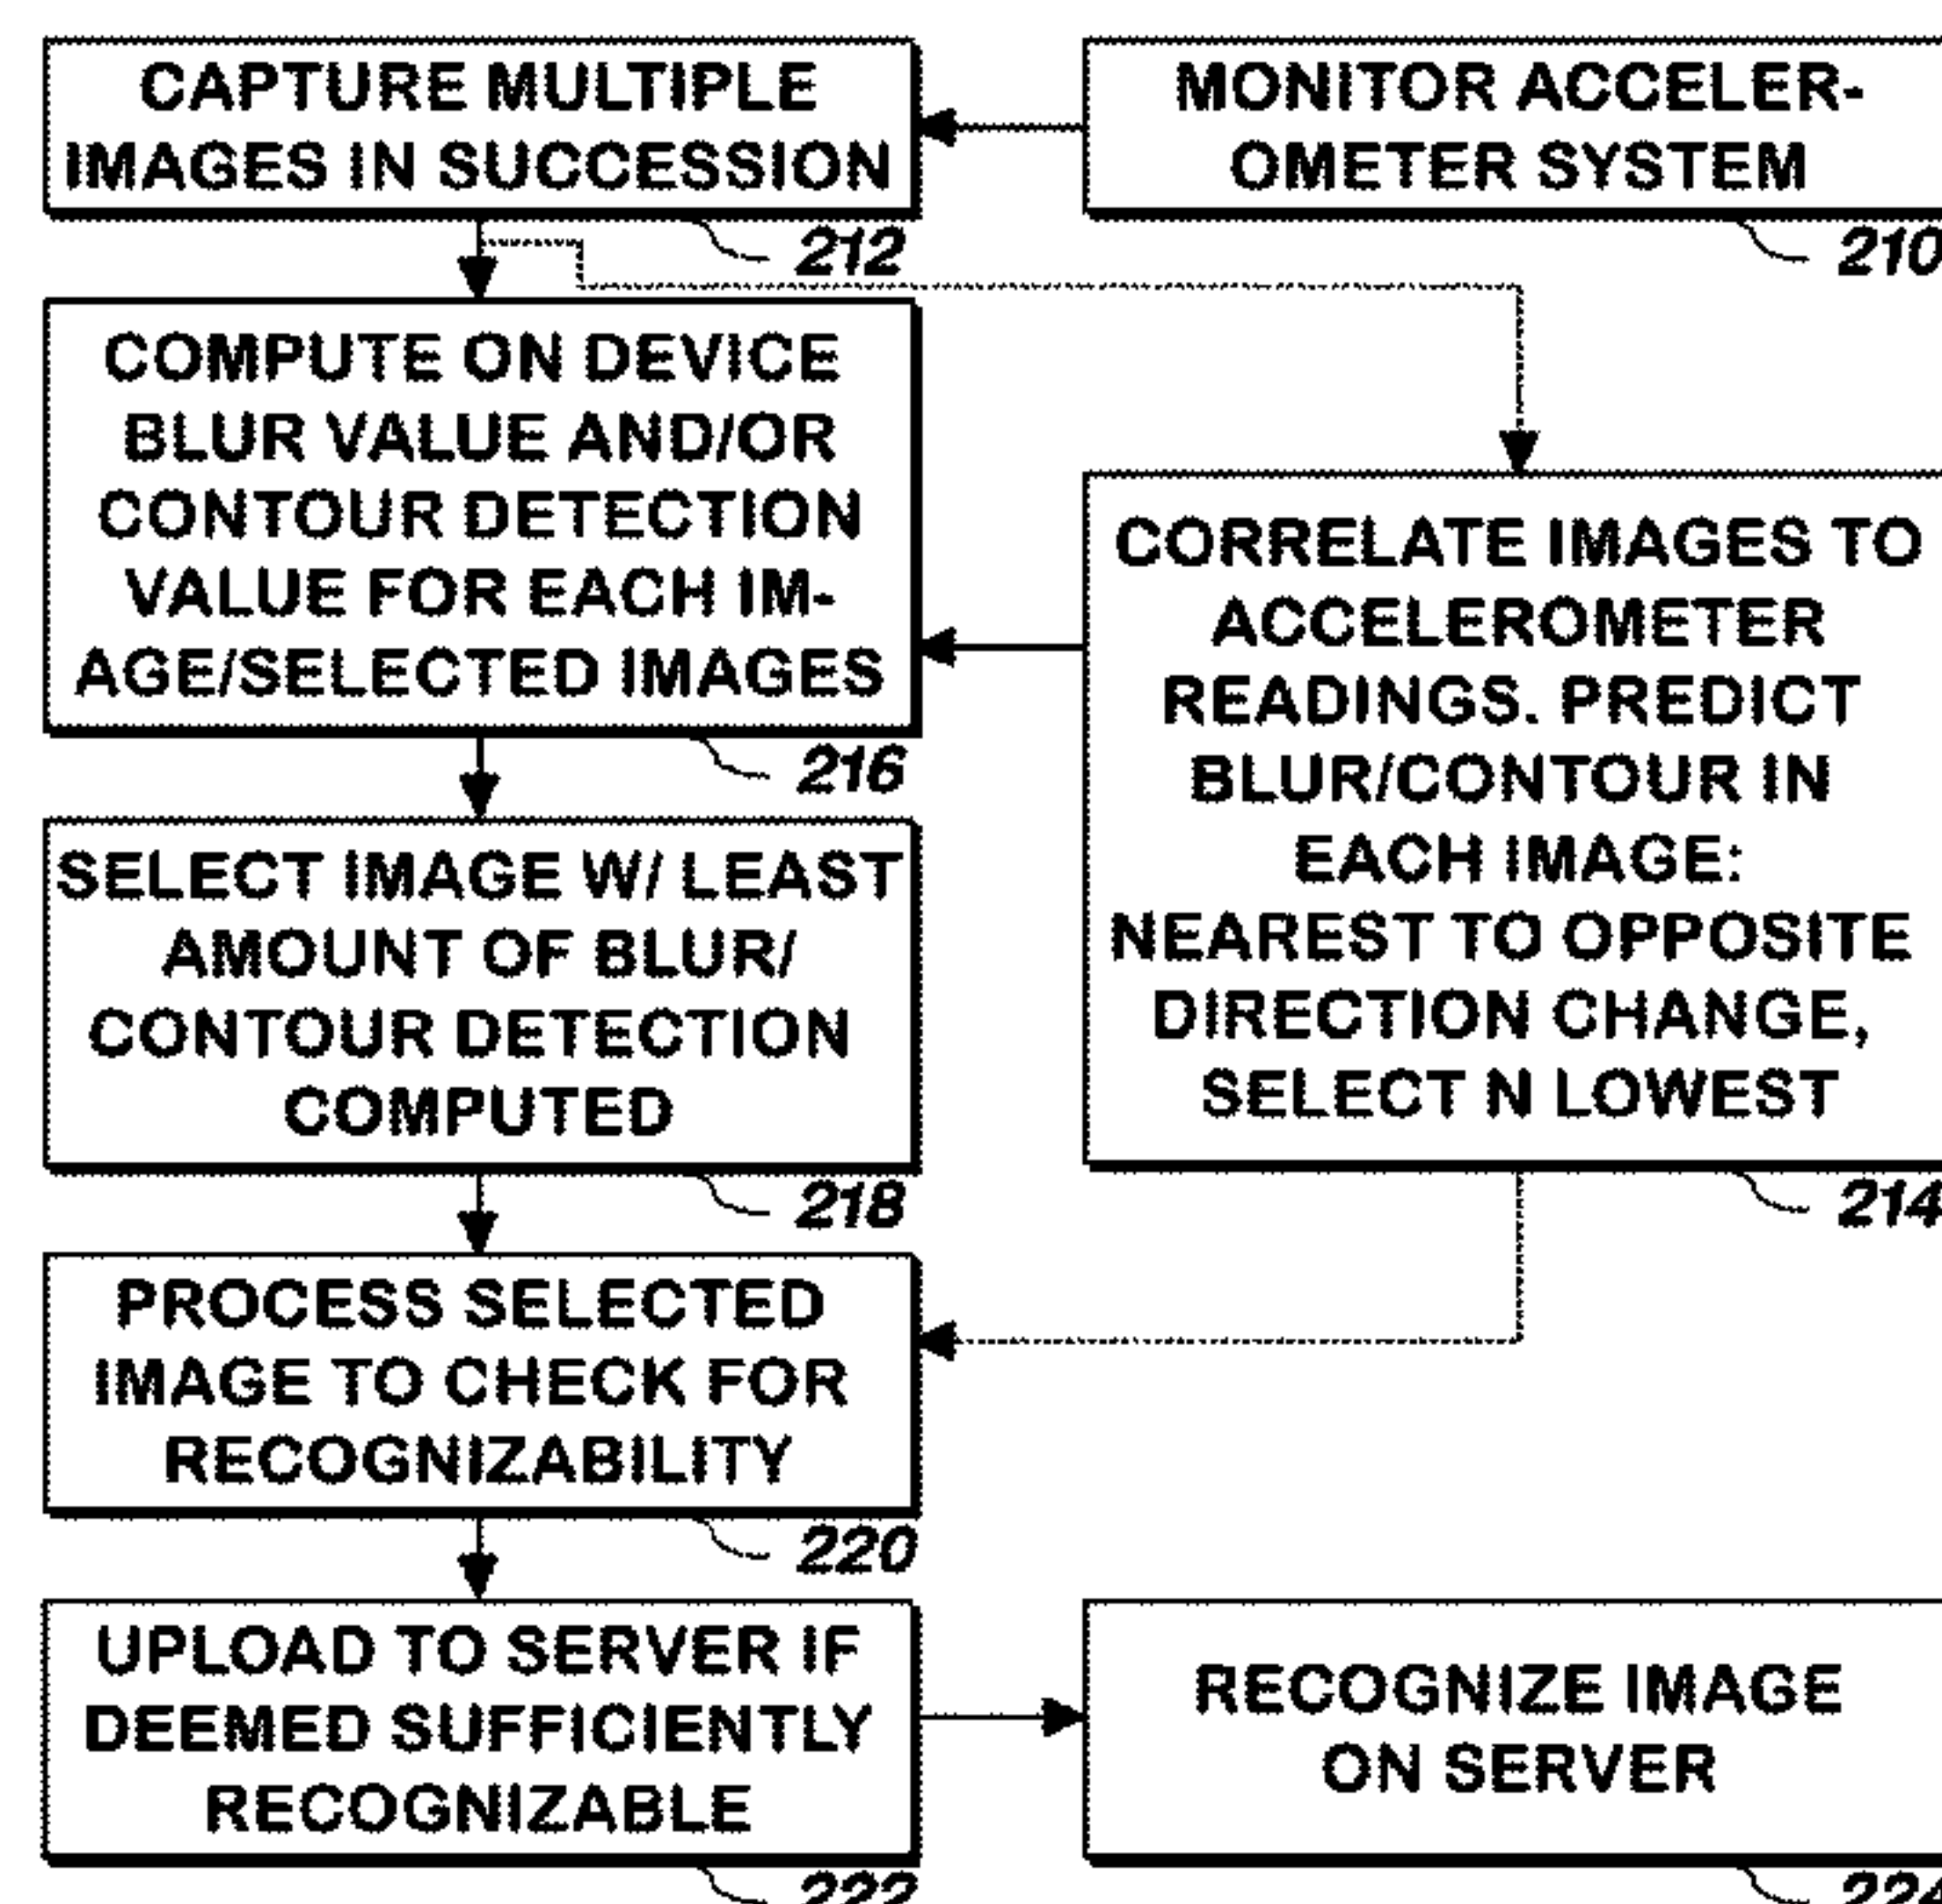 CAPTURE MULTIPLE
IMAGES IN SUCCESSION
212
MONITOR ACCELER-
OMETER SYSTEM
210
COMPUTE ON DEVICE
BLUR VALUE AND/OR
CONTOUR DETECTION
VALUE FOR EACH IM-
AGE/SELECTED IMAGES
216
CORRELATE IMAGES TO
ACCELEROMETER
READINGS. PREDICT
BLUR/CONTOUR IN
EACH IMAGE:
NEAREST TO OPPOSITE
DIRECTION CHANGE,
SELECT N LOWEST
214
SELECT IMAGE W/ LEAST
AMOUNT OF BLUR/
CONTOUR DETECTION
COMPUTED
218
PROCESS SELECTED
IMAGE TO CHECK FOR
RECOGNIZABILITY
220
UPLOAD TO SERVER IF
DEEMED SUFFICIENTLY
RECOGNIZABLE
222
RECOGNIZE IMAGE
ON SERVER
224